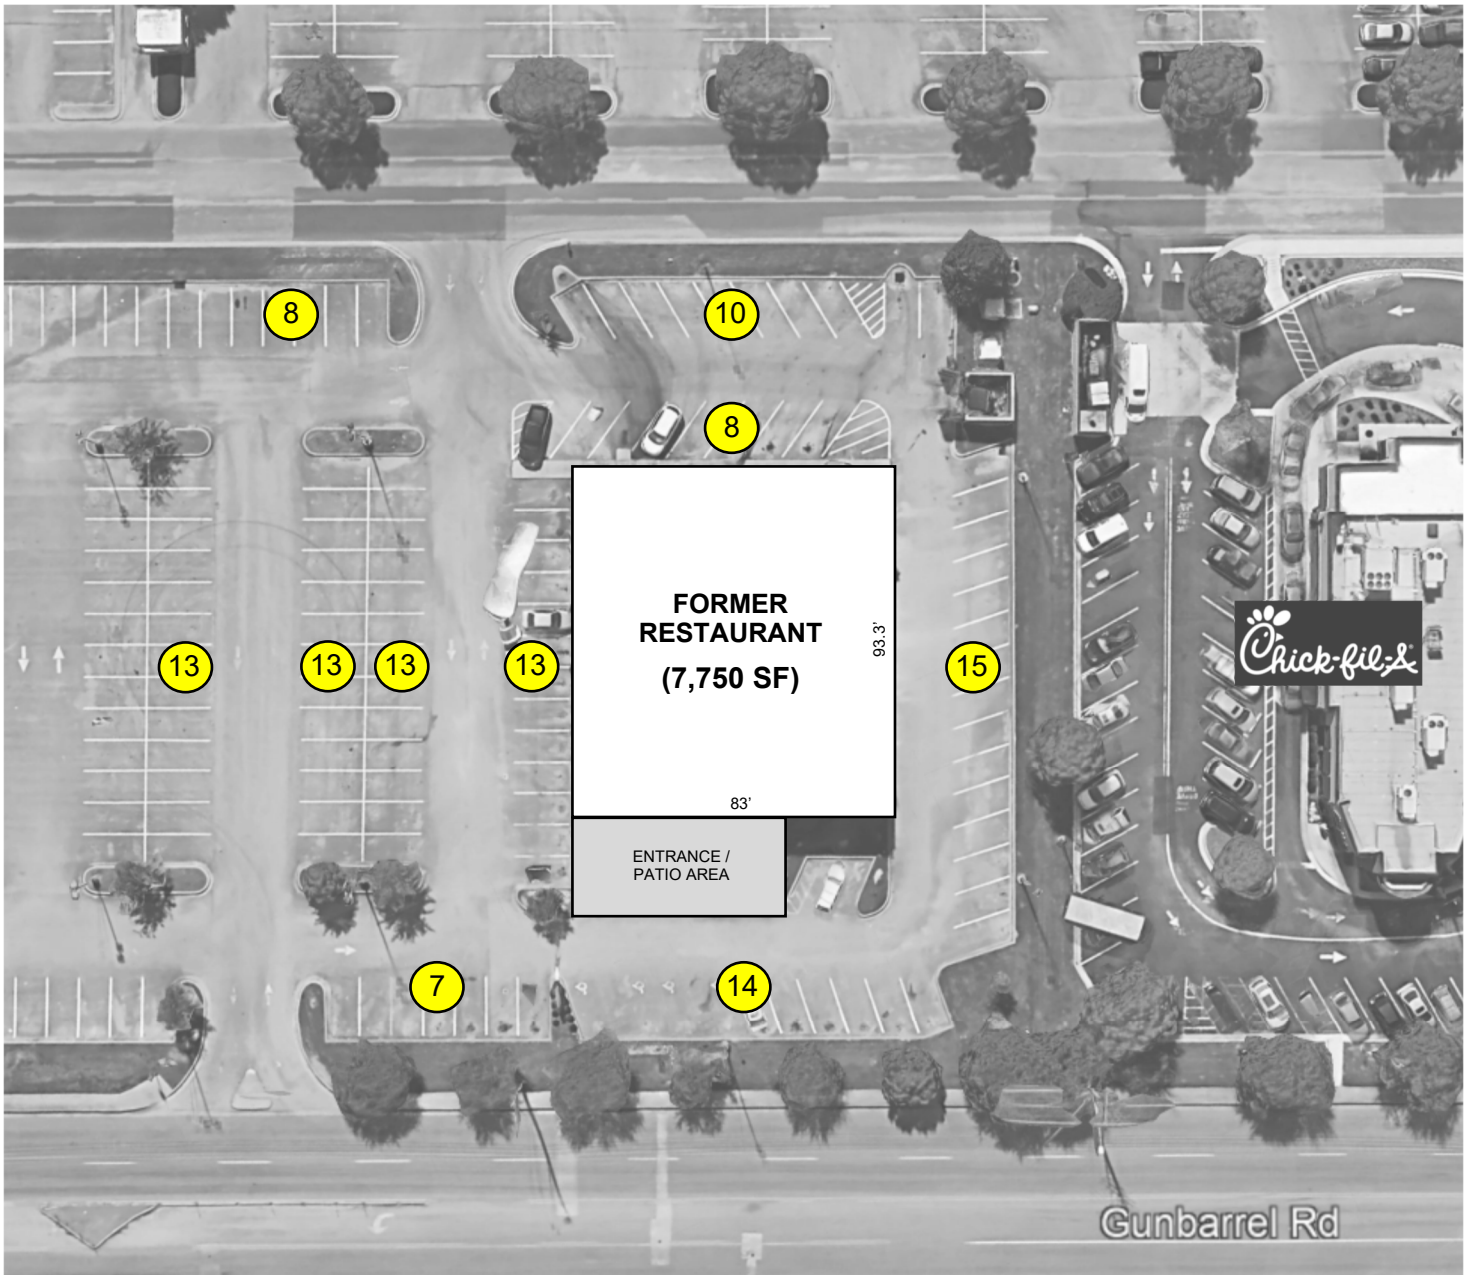 8
10
8
FORMER
RESTAURANT
(7,750 SF)
93.3'
Chick-fil-A
13
13
13
13
15
83'
ENTRANCE /
PATIO AREA
7
14
Gunbarrel Rd